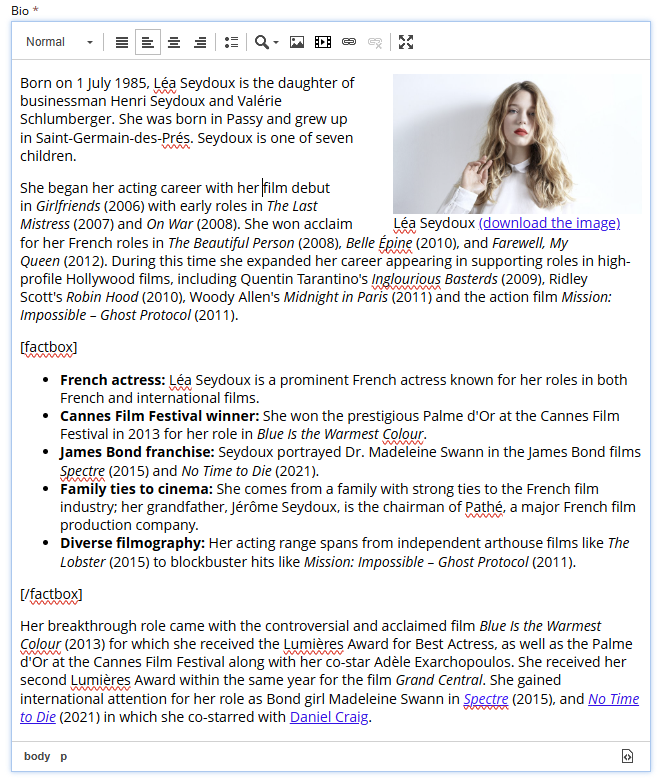 Bio *
Normal
Born on 1 July 1985, Léa Seydoux is the daughter of
businessman Henri Seydoux and Valérie
Schlumberger. She was born in Passy and grew up
in Saint-Germain-des-Prés. Seydoux is one of seven
children.
She began her acting career with her film debut
in Girlfriends (2006) with early roles in The Last
Mistress (2007) and On War (2008). She won acclaim
Léa Seydoux (download the image)
for her French roles in The Beautiful Person (2008), Belle Épine (2010), and Farewell, My
Queen (2012). During this time she expanded her career appearing in supporting roles in high-
profile Hollywood films, including Quentin Tarantino's Inglourious Basterds (2009), Ridley
Scott's Robin Hood (2010), Woody Allen's Midnight in Paris (2011) and the action film Mission:
Impossible – Ghost Protocol (2011).
[factbox]
• French actress: Léa Seydoux is a prominent French actress known for her roles in both
French and international films.
• Cannes Film Festival winner: She won the prestigious Palme d'Or at the Cannes Film
Festival in 2013 for her role in Blue Is the Warmest Colour.
• James Bond franchise: Seydoux portrayed Dr. Madeleine Swann in the James Bond films
Spectre (2015) and No Time to Die (2021).
• Family ties to cinema: She comes from a family with strong ties to the French film
industry; her grandfather, Jérôme Seydoux, is the chairman of Pathé, a major French film
production company.
• Diverse filmography: Her acting range spans from independent arthouse films like The
Lobster (2015) to blockbuster hits like Mission: Impossible – Ghost Protocol (2011).
[/factbox]
Her breakthrough role came with the controversial and acclaimed film Blue Is the Warmest
Colour (2013) for which she received the Lumières Award for Best Actress, as well as the Palme
d'Or at the Cannes Film Festival along with her co-star Adèle Exarchopoulos. She received her
second Lumières Award within the same year for the film Grand Central. She gained
international attention for her role as Bond girl Madeleine Swann in Spectre (2015), and No Time
to Die (2021) in which she co-starred with Daniel Craig.
body p